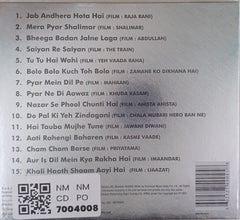 1. Jab Andhera Hota Hai (FILM : RAJA RANI)
2. Mera Pyar Shalimar (FILM : SHALIMAR)
3. Bheega Badan Jalne Laga (FILM : ABDULLAH)
4. Saiyan Re Saiyan (FILM : THE TRAIN)
5. Tu Tu Hai Wahi (FILM : YEH VAADA RAHA)
6. Bolo Bolo Kuch Toh Bolo (FILM : ZAMANE KO DIKHANA HAI)
7. Pyar Mein Dil Pe (FILM : MAHAAN)
8. Pyar Ne Di Aawaz (FILM : KHUSH NASEEB)
9. Nazar Se Phool Chunti Hai (FILM : AHISTA AHISTA)
10. Do Pal Ki Yeh Zindagani (FILM : CHALA MURARI HERO BAN NE)
11. Hai Tauba Mujhe Tune (FILM : JAWANI DIWANI)
12. Aati Rahengi Baharen (FILM : KASME VAADE)
13. Cham Cham Barse (FILM : PRIYATAMA)
14. Aur Is Dil Mein Kya Rakha Hai (FILM : IMAANDAR)
15. Khali Haath Shaam Aayi Hai (FILM : IJAAZAT)
NM NM
CD PO
7004008